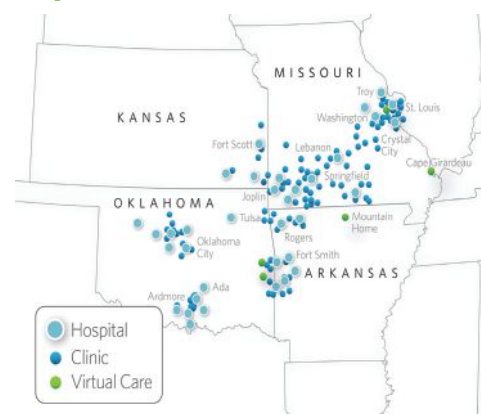 MISSOURI
Troy
St. Louis
KANSAS
Washington
Crystal
City
Fort Scott
Lebanon
Cape Girardeau
Springfield
Joplin
OKLAHOMA
Tulsa
Mountain
Home
Rogers
Oklahoma
City
Fort Smith
ARKANSAS
Ada
Ardmore
Hospital
Clinic
Virtual Care